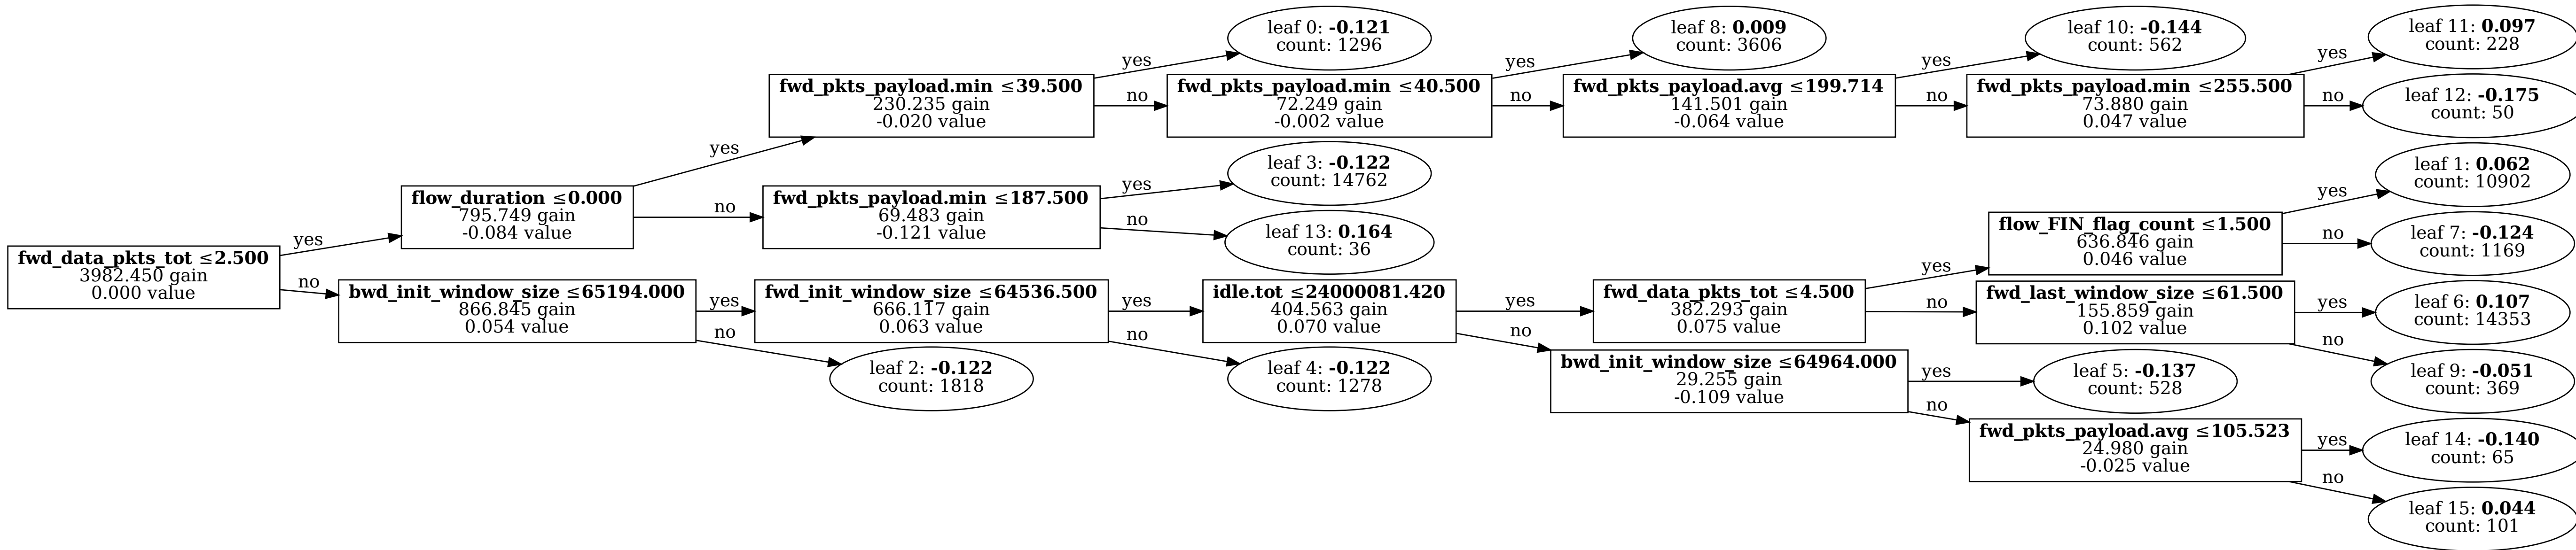 fwd_data_pkts_tot ≤2.500
3982.450 gain
0.000 value
yes
no
flow_duration ≤0.000
795.749 gain
-0.084 value
yes
no
bwd_init_window_size ≤65194.000
866.845 gain
0.054 value
yes
no
fwd_pkts_payload.min ≤39.500
230.235 gain
-0.020 value
yes
no
fwd_pkts_payload.min ≤187.500
69.483 gain
-0.121 value
yes
no
fwd_init_window_size ≤64536.500
666.117 gain
0.063 value
yes
no
leaf 2: -0.122
count: 1818
leaf 0: -0.121
count: 1296
fwd_pkts_payload.min ≤40.500
72.249 gain
-0.002 value
yes
no
leaf 3: -0.122
count: 14762
leaf 13: 0.164
count: 36
idle.tot ≤24000081.420
404.563 gain
0.070 value
yes
no
leaf 4: -0.122
count: 1278
leaf 8: 0.009
count: 3606
fwd_pkts_payload.avg ≤199.714
141.501 gain
-0.064 value
yes
no
fwd_data_pkts_tot ≤4.500
382.293 gain
0.075 value
yes
no
bwd_init_window_size ≤64964.000
29.255 gain
-0.109 value
yes
no
leaf 10: -0.144
count: 562
fwd_pkts_payload.min ≤255.500
73.880 gain
0.047 value
yes
no
flow_FIN_flag_count ≤1.500
636.846 gain
0.046 value
yes
no
fwd_last_window_size ≤61.500
155.859 gain
0.102 value
yes
no
leaf 5: -0.137
count: 528
fwd_pkts_payload.avg ≤105.523
24.980 gain
-0.025 value
yes
no
leaf 11: 0.097
count: 228
leaf 12: -0.175
count: 50
leaf 1: 0.062
count: 10902
leaf 7: -0.124
count: 1169
leaf 6: 0.107
count: 14353
leaf 9: -0.051
count: 369
leaf 14: -0.140
count: 65
leaf 15: 0.044
count: 101